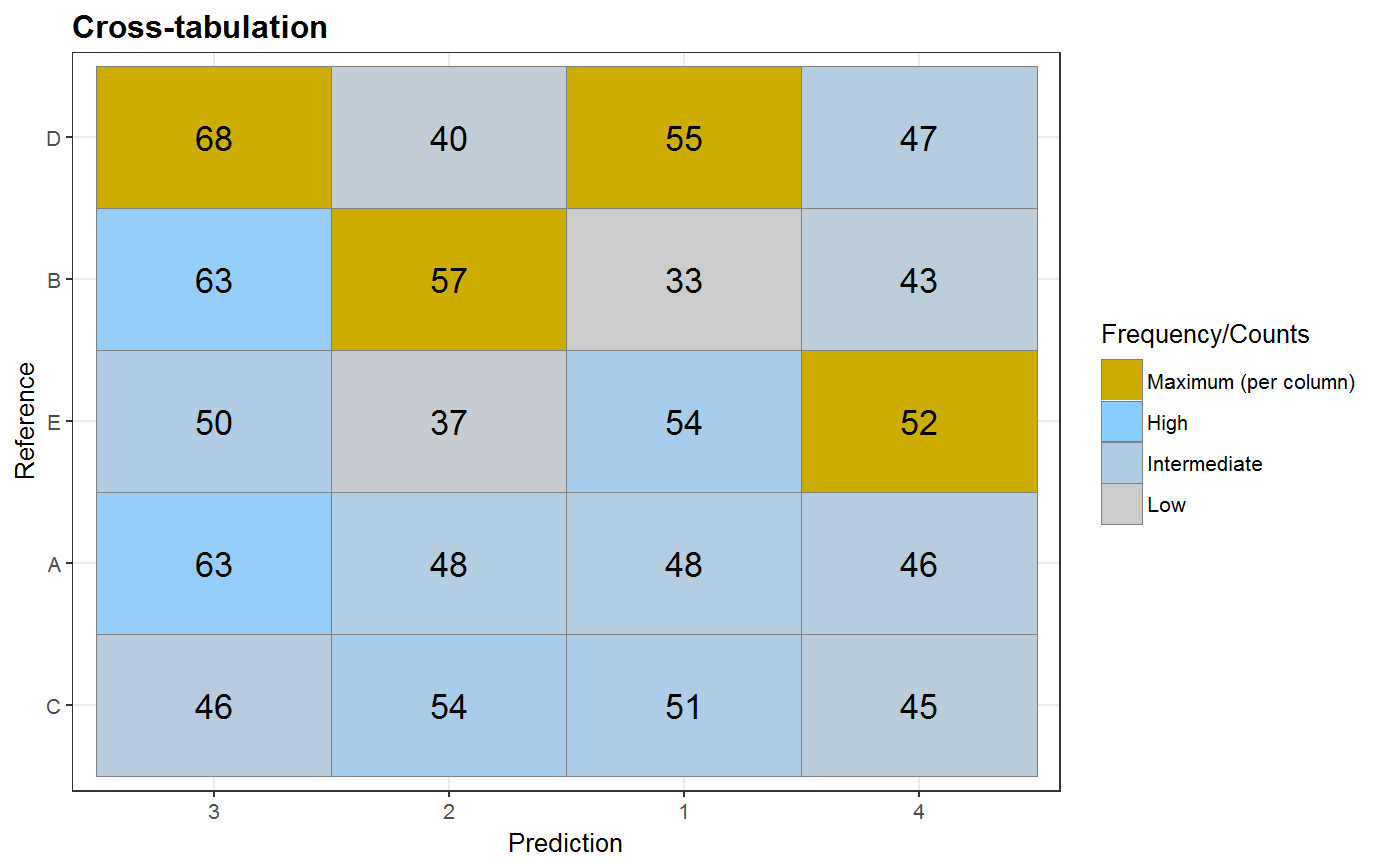 Cross-tabulation
D 68 40 55 47
B 63 57 33 43
Reference
E 50 37 54 52
A 63 48 48 46
C 46 54 51 45
3 2 1 4
Prediction
Frequency/Counts
Maximum (per column)
High
Intermediate
Low